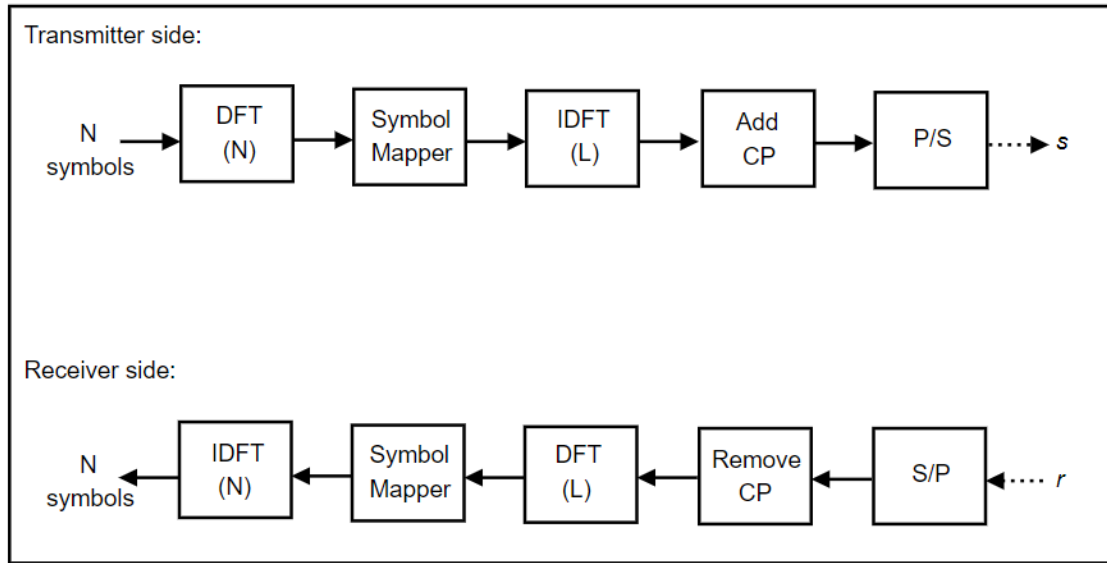 Transmitter side:
N
symbols
DFT
(N)
Symbol
Mapper
IDFT
(L)
Add
CP
P/S
s
Receiver side:
N
symbols
IDFT
(N)
Symbol
Mapper
DFT
(L)
Remove
CP
S/P
r